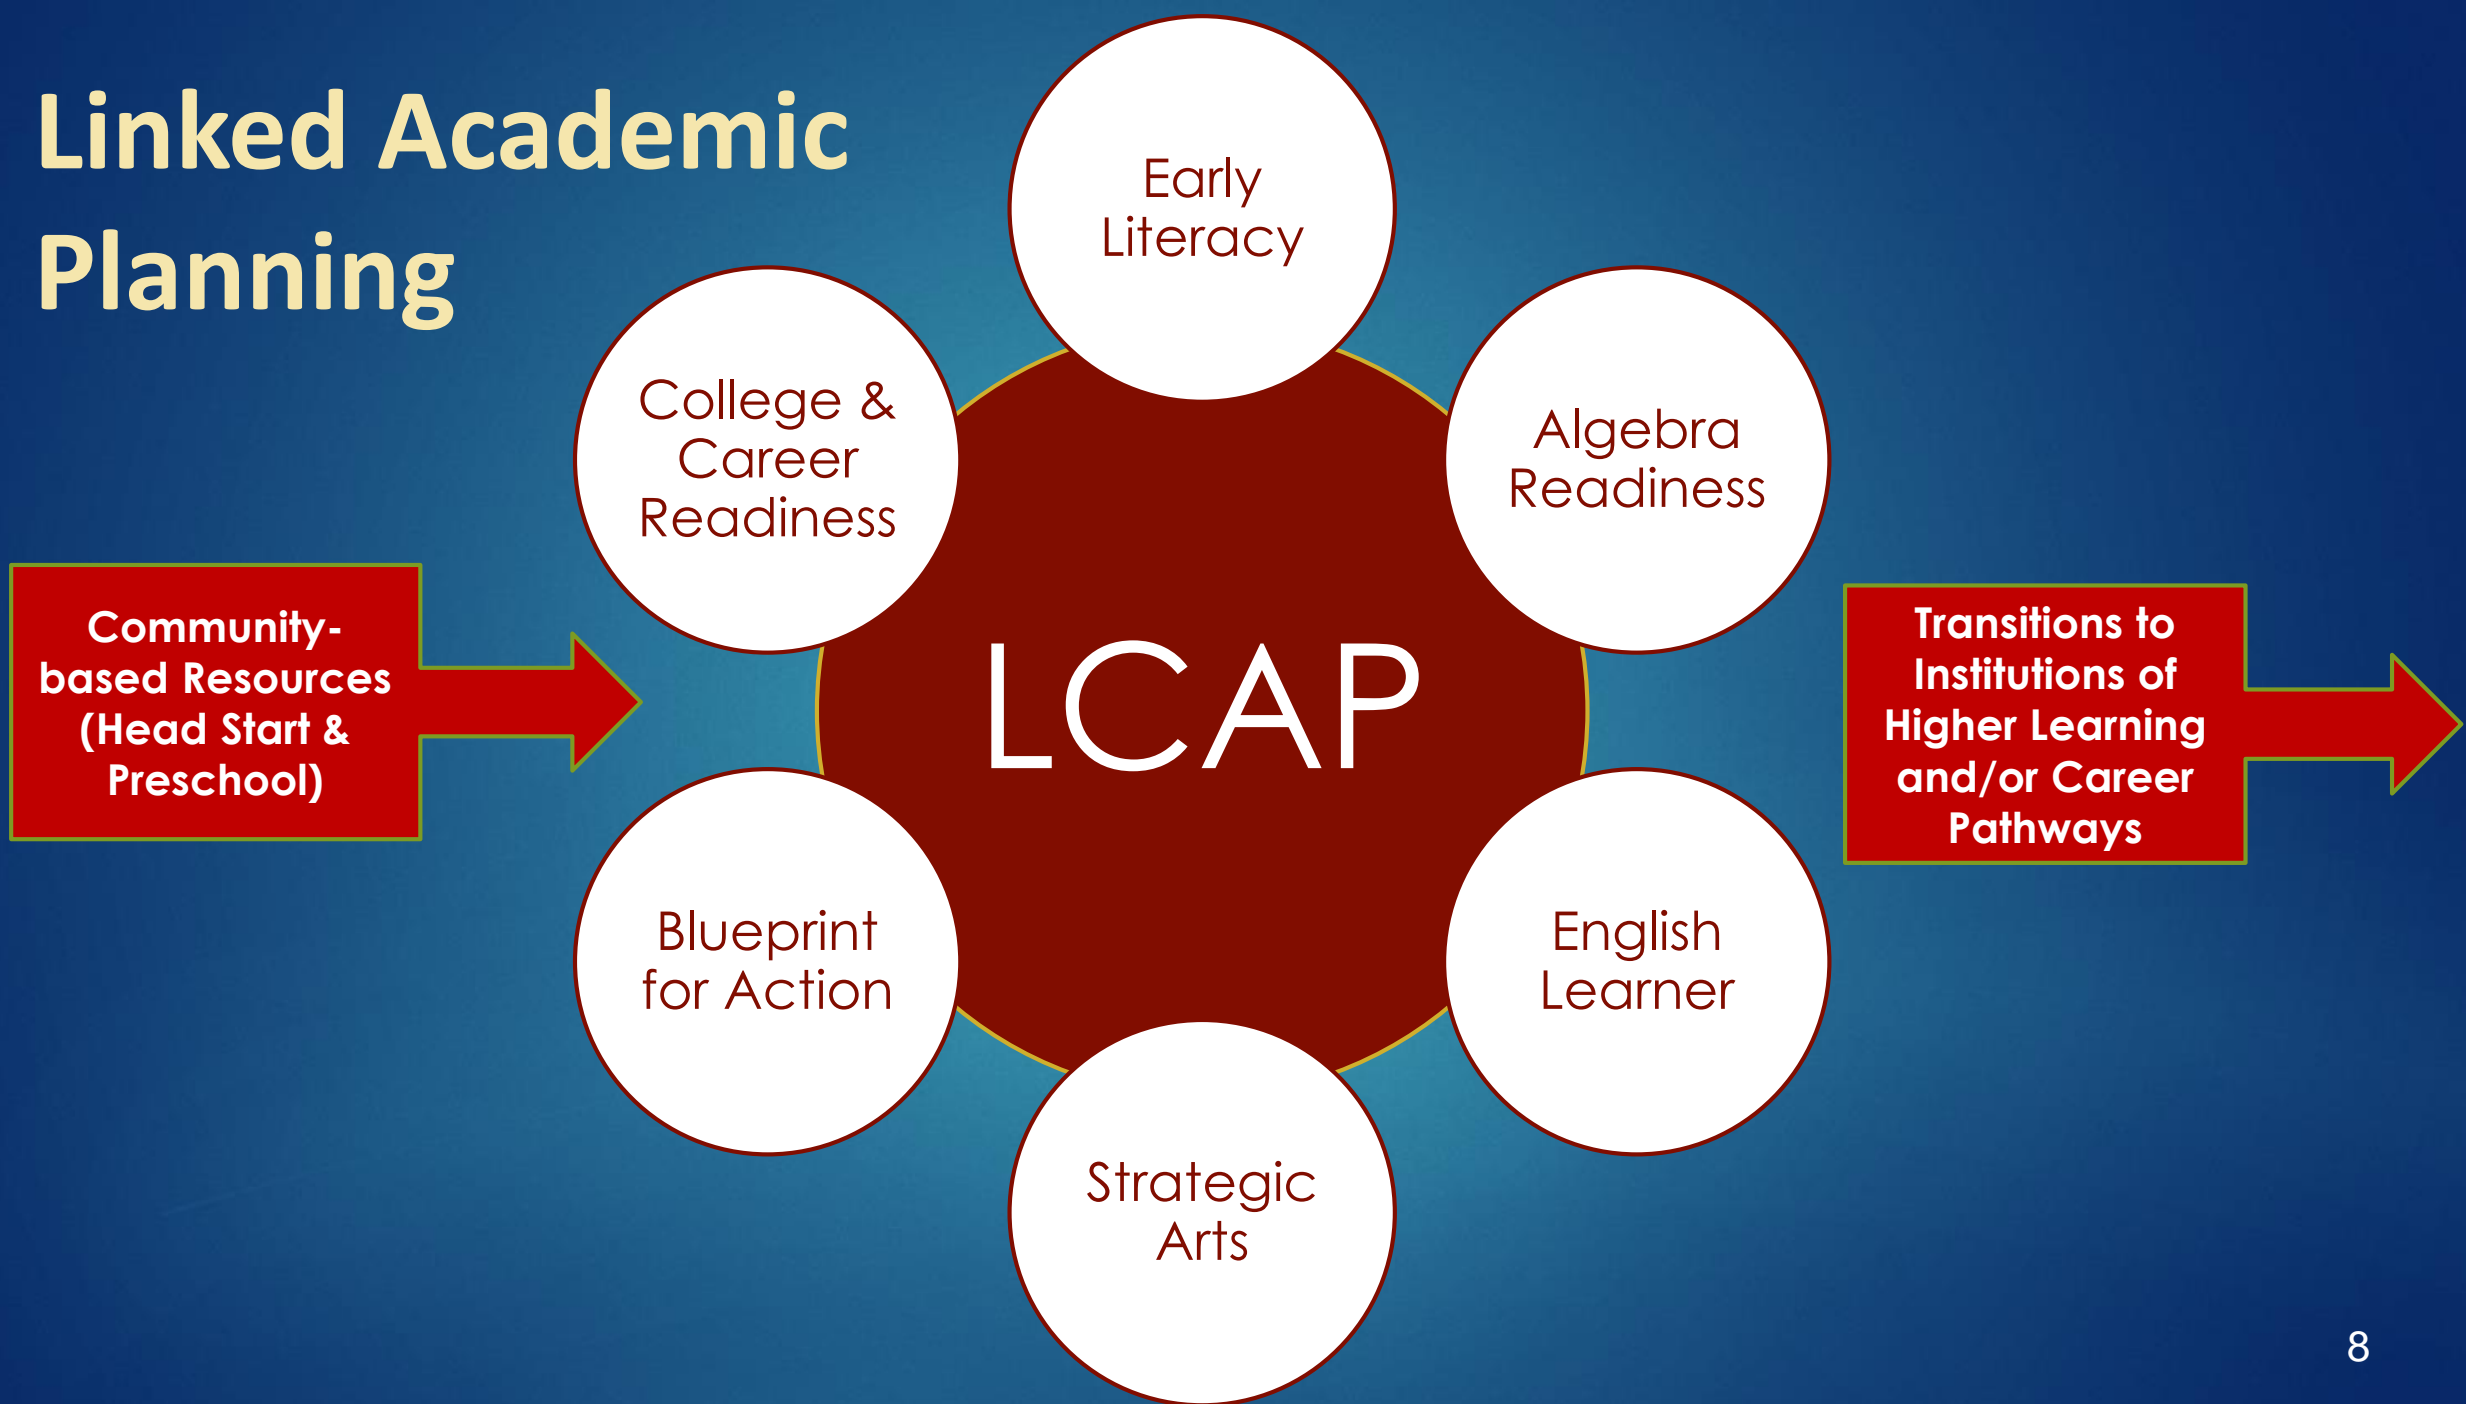 Linked Academic
Planning
Early
Literacy
College &
Career
Readiness
Algebra
Readiness
Community-
based Resources
(Head Start &
Preschool)
LCAP
Transitions to
Institutions of
Higher Learning
and/or Career
Pathways
Blueprint
for Action
English
Learner
Strategic
Arts
8